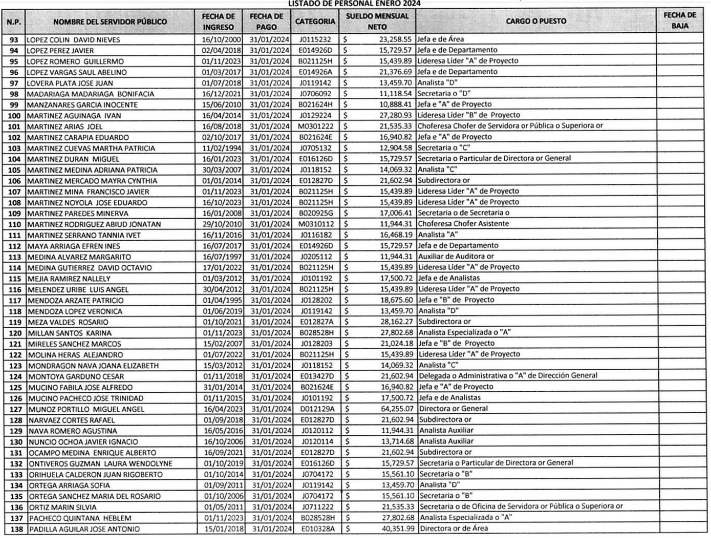 LISTADO DE PERSONAL ENERO 2024
N.P. NOMBRE DEL SERVIDOR PÚBLICO FECHA DE INGRESO FECHA DE PAGO CATEGORIA SUELDO MENSUAL NETO CARGO O PUESTO FECHA DE BAJA
93 LOPEZ COLIN DAVID NIEVES 16/10/2000 31/01/2024 J0115232 $ 23,258.55 Jefa e de Área
94 LOPEZ PEREZ JAVIER 02/04/2018 31/01/2024 E014926D $ 15,729.57 Jefa e de Departamento
95 LOPEZ ROMERO GUILLERMO 01/11/2023 31/01/2024 B021125H $ 15,439.89 Lideresa Líder "A" de Proyecto
96 LOPEZ VARGAS SAUL ABELINO 01/03/2017 31/01/2024 E014926A $ 21,376.69 Jefa e de Departamento
97 LOVERA PLATA JOSE JUAN 01/07/2018 31/01/2024 J0119142 $ 13,459.70 Analista "D"
98 MADARIAGA MADARIAGA BONIFACIA 16/12/2021 31/01/2024 J0706092 $ 11,118.54 Secretaria o "D"
99 MANZANARES GARCIA INOCENTE 15/06/2010 31/01/2024 B021624H $ 10,888.41 Jefa e "A" de Proyecto
100 MARTINEZ AGUINAGA IVAN 16/04/2014 31/01/2024 J0129224 $ 27,280.93 Lideresa Líder "B" de Proyecto
101 MARTINEZ ARIAS JOEL 16/08/2018 31/01/2024 M0301222 $ 21,535.33 Choferesa Chofer de Servidora or Pública o Superiora or
102 MARTINEZ CARAPIA EDUARDO 02/10/2017 31/01/2024 B021624E $ 16,940.82 Jefa e "A" de Proyecto
103 MARTINEZ CUEVAS MARTHA PATRICIA 11/02/1994 31/01/2024 J0705132 $ 12,904.58 Secretaria o "C"
104 MARTINEZ DURAN MIGUEL 16/01/2023 31/01/2024 E016126D $ 15,729.57 Secretaria o Particular de Directora or General
105 MARTINEZ MEDINA ADRIANA PATRICIA 30/03/2007 31/01/2024 J0118152 $ 14,069.32 Analista "C"
106 MARTINEZ MERCADO MAYRA CYNTHIA 01/01/2014 31/01/2024 E012827D $ 21,602.94 Subdirectora or
107 MARTINEZ MINA FRANCISCO JAVIER 01/11/2023 31/01/2024 B021125H $ 15,439.89 Lideresa Líder "A" de Proyecto
108 MARTINEZ NOYOLA JOSE EDUARDO 16/10/2023 31/01/2024 B021125H $ 15,439.89 Lideresa Líder "A" de Proyecto
109 MARTINEZ PAREDES MINERVA 16/01/2008 31/01/2024 B020925G $ 17,006.41 Secretaria o de Secretaria o
110 MARTINEZ RODRIGUEZ ABIUD JONATAN 29/10/2010 31/01/2024 M0310112 $ 11,944.31 Choferesa Chofer Asistente
111 MARTINEZ SERRANO TANNIA IVET 16/11/2016 31/01/2024 J0116182 $ 16,468.19 Analista "A"
112 MAYA ARRIAGA EFREN INES 16/07/2017 31/01/2024 E014926D $ 15,729.57 Jefa e de Departamento
113 MEDINA ALVAREZ MARGARITO 16/07/1997 31/01/2024 J0205112 $ 11,944.31 Auxiliar de Auditora or
114 MEDINA GUTIERREZ DAVID OCTAVIO 17/01/2022 31/01/2024 B021125H $ 15,439.89 Lideresa Líder "A" de Proyecto
115 MEJIA RAMIREZ NALLELY 01/03/2012 31/01/2024 J0101192 $ 17,500.72 Jefa e de Analistas
116 MELENDEZ URIBE LUIS ANGEL 30/04/2012 31/01/2024 B021125H $ 15,439.89 Lideresa Líder "A" de Proyecto
117 MENDOZA ARZATE PATRICIO 01/04/1995 31/01/2024 J0128202 $ 18,675.60 Jefa e "B" de Proyecto
118 MENDOZA LOPEZ VERONICA 01/06/2019 31/01/2024 J0119142 $ 13,459.70 Analista "D"
119 MEZA VALDES ROSARIO 01/10/2021 31/01/2024 E012827A $ 28,162.27 Subdirectora or
120 MILLAN SANTOS KARINA 01/11/2023 31/01/2024 B028528H $ 27,802.68 Analista Especializada o "A"
121 MIRELES SANCHEZ MARCOS 15/02/2007 31/01/2024 J0128203 $ 21,024.18 Jefa e "B" de Proyecto
122 MOLINA HERAS ALEJANDRO 01/07/2022 31/01/2024 B021125H $ 15,439.89 Lideresa Líder "A" de Proyecto
123 MONDRAGON NAVA JOANA ELIZABETH 15/03/2012 31/01/2024 J0118152 $ 14,069.32 Analista "C"
124 MONTOYA GARDUNO CESAR 01/11/2018 31/01/2024 E013427D $ 21,602.94 Delegada o Administrativa o "A" de Dirección General
125 MUCINO FABILA JOSE ALFREDO 31/01/2014 31/01/2024 B021624E $ 16,940.82 Jefa e "A" de Proyecto
126 MUCINO PACHECO JOSE TRINIDAD 01/11/2015 31/01/2024 J0101192 $ 17,500.72 Jefa e de Analistas
127 MUNOZ PORTILLO MIGUEL ANGEL 16/04/2023 31/01/2024 D012129A $ 64,255.07 Directora or General
128 NARVAEZ CORTES RAFAEL 01/09/2018 31/01/2024 E012827D $ 21,602.94 Subdirectora or
129 NAVA ROMERO AGUSTINA 16/05/2016 31/01/2024 J0120112 $ 11,944.31 Analista Auxiliar
130 NUNCIO OCHOA JAVIER IGNACIO 16/10/2006 31/01/2024 J0120114 $ 13,714.68 Analista Auxiliar
131 OCAMPO MEDINA ENRIQUE ALBERTO 16/09/2021 31/01/2024 E012827D $ 21,602.94 Subdirectora or
132 ONTIVEROS GUZMAN LAURA WENDOLYNE 01/10/2019 31/01/2024 E016126D $ 15,729.57 Secretaria o Particular de Directora or General
133 ORIHUELA CALDERON JUAN RIGOBERTO 01/10/2014 31/01/2024 J0704172 $ 15,561.10 Secretaria o "B"
134 ORTEGA ARRIAGA SOFIA 01/09/2011 31/01/2024 J0119142 $ 13,459.70 Analista "D"
135 ORTEGA SANCHEZ MARIA DEL ROSARIO 01/10/2006 31/01/2024 J0704172 $ 15,561.10 Secretaria o "B"
136 ORTIZ MARIN SILVIA 01/05/2011 31/01/2024 J0711222 $ 21,535.33 Secretaria o de Oficina de Servidora or Pública o Superiora or
137 PACHECO QUINTANA HEBLEM 01/11/2023 31/01/2024 B028528H $ 27,802.68 Analista Especializada o "A"
138 PADILLA AGUILAR JOSE ANTONIO 15/01/2018 31/01/2024 E010328A $ 40,351.99 Directora or de Área